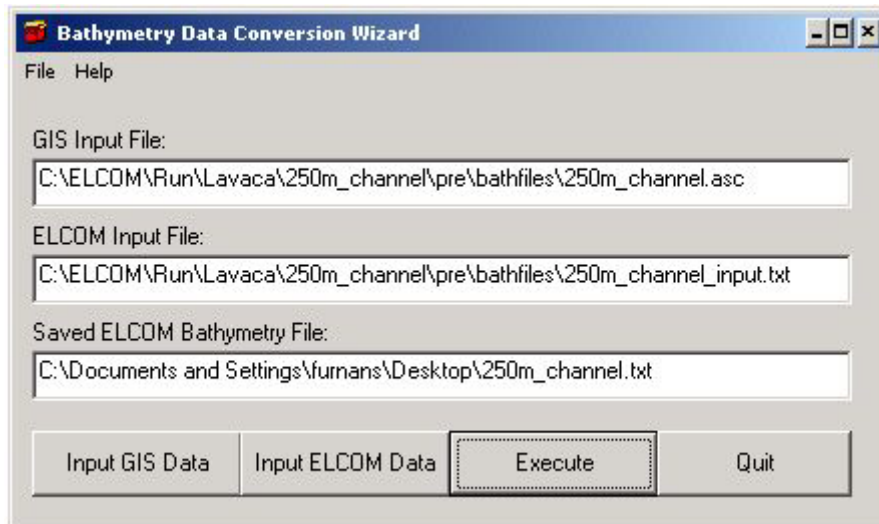 Bathymetry Data Conversion Wizard
File Help
GIS Input File:
C:\ELCOM\Run\Lavaca\250m_channel\pre\bathfiles\250m_channel.asc
ELCOM Input File:
C:\ELCOM\Run\Lavaca\250m_channel\pre\bathfiles\250m_channel_input.txt
Saved ELCOM Bathymetry File:
C:\Documents and Settings\furnans\Desktop\250m_channel.txt
Input GIS Data Input ELCOM Data Execute Quit